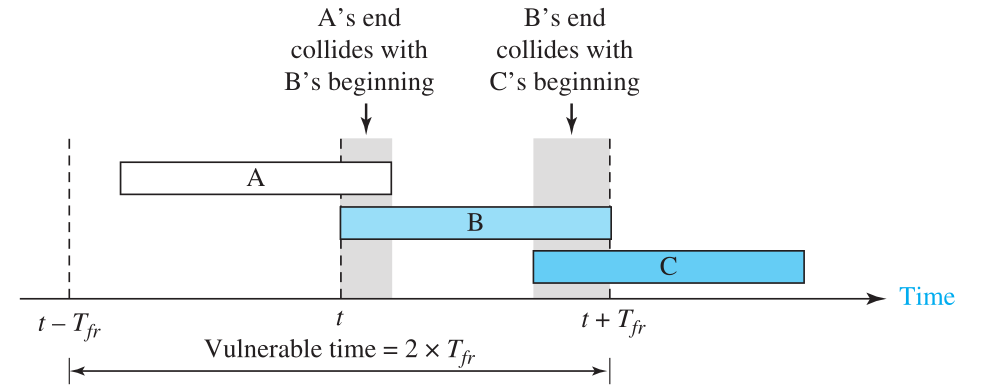 A’s end
collides with
B’s beginning
B’s end
collides with
C’s beginning
A
B
C
Time
t – Tfr
t
t + Tfr
Vulnerable time = 2 × Tfr